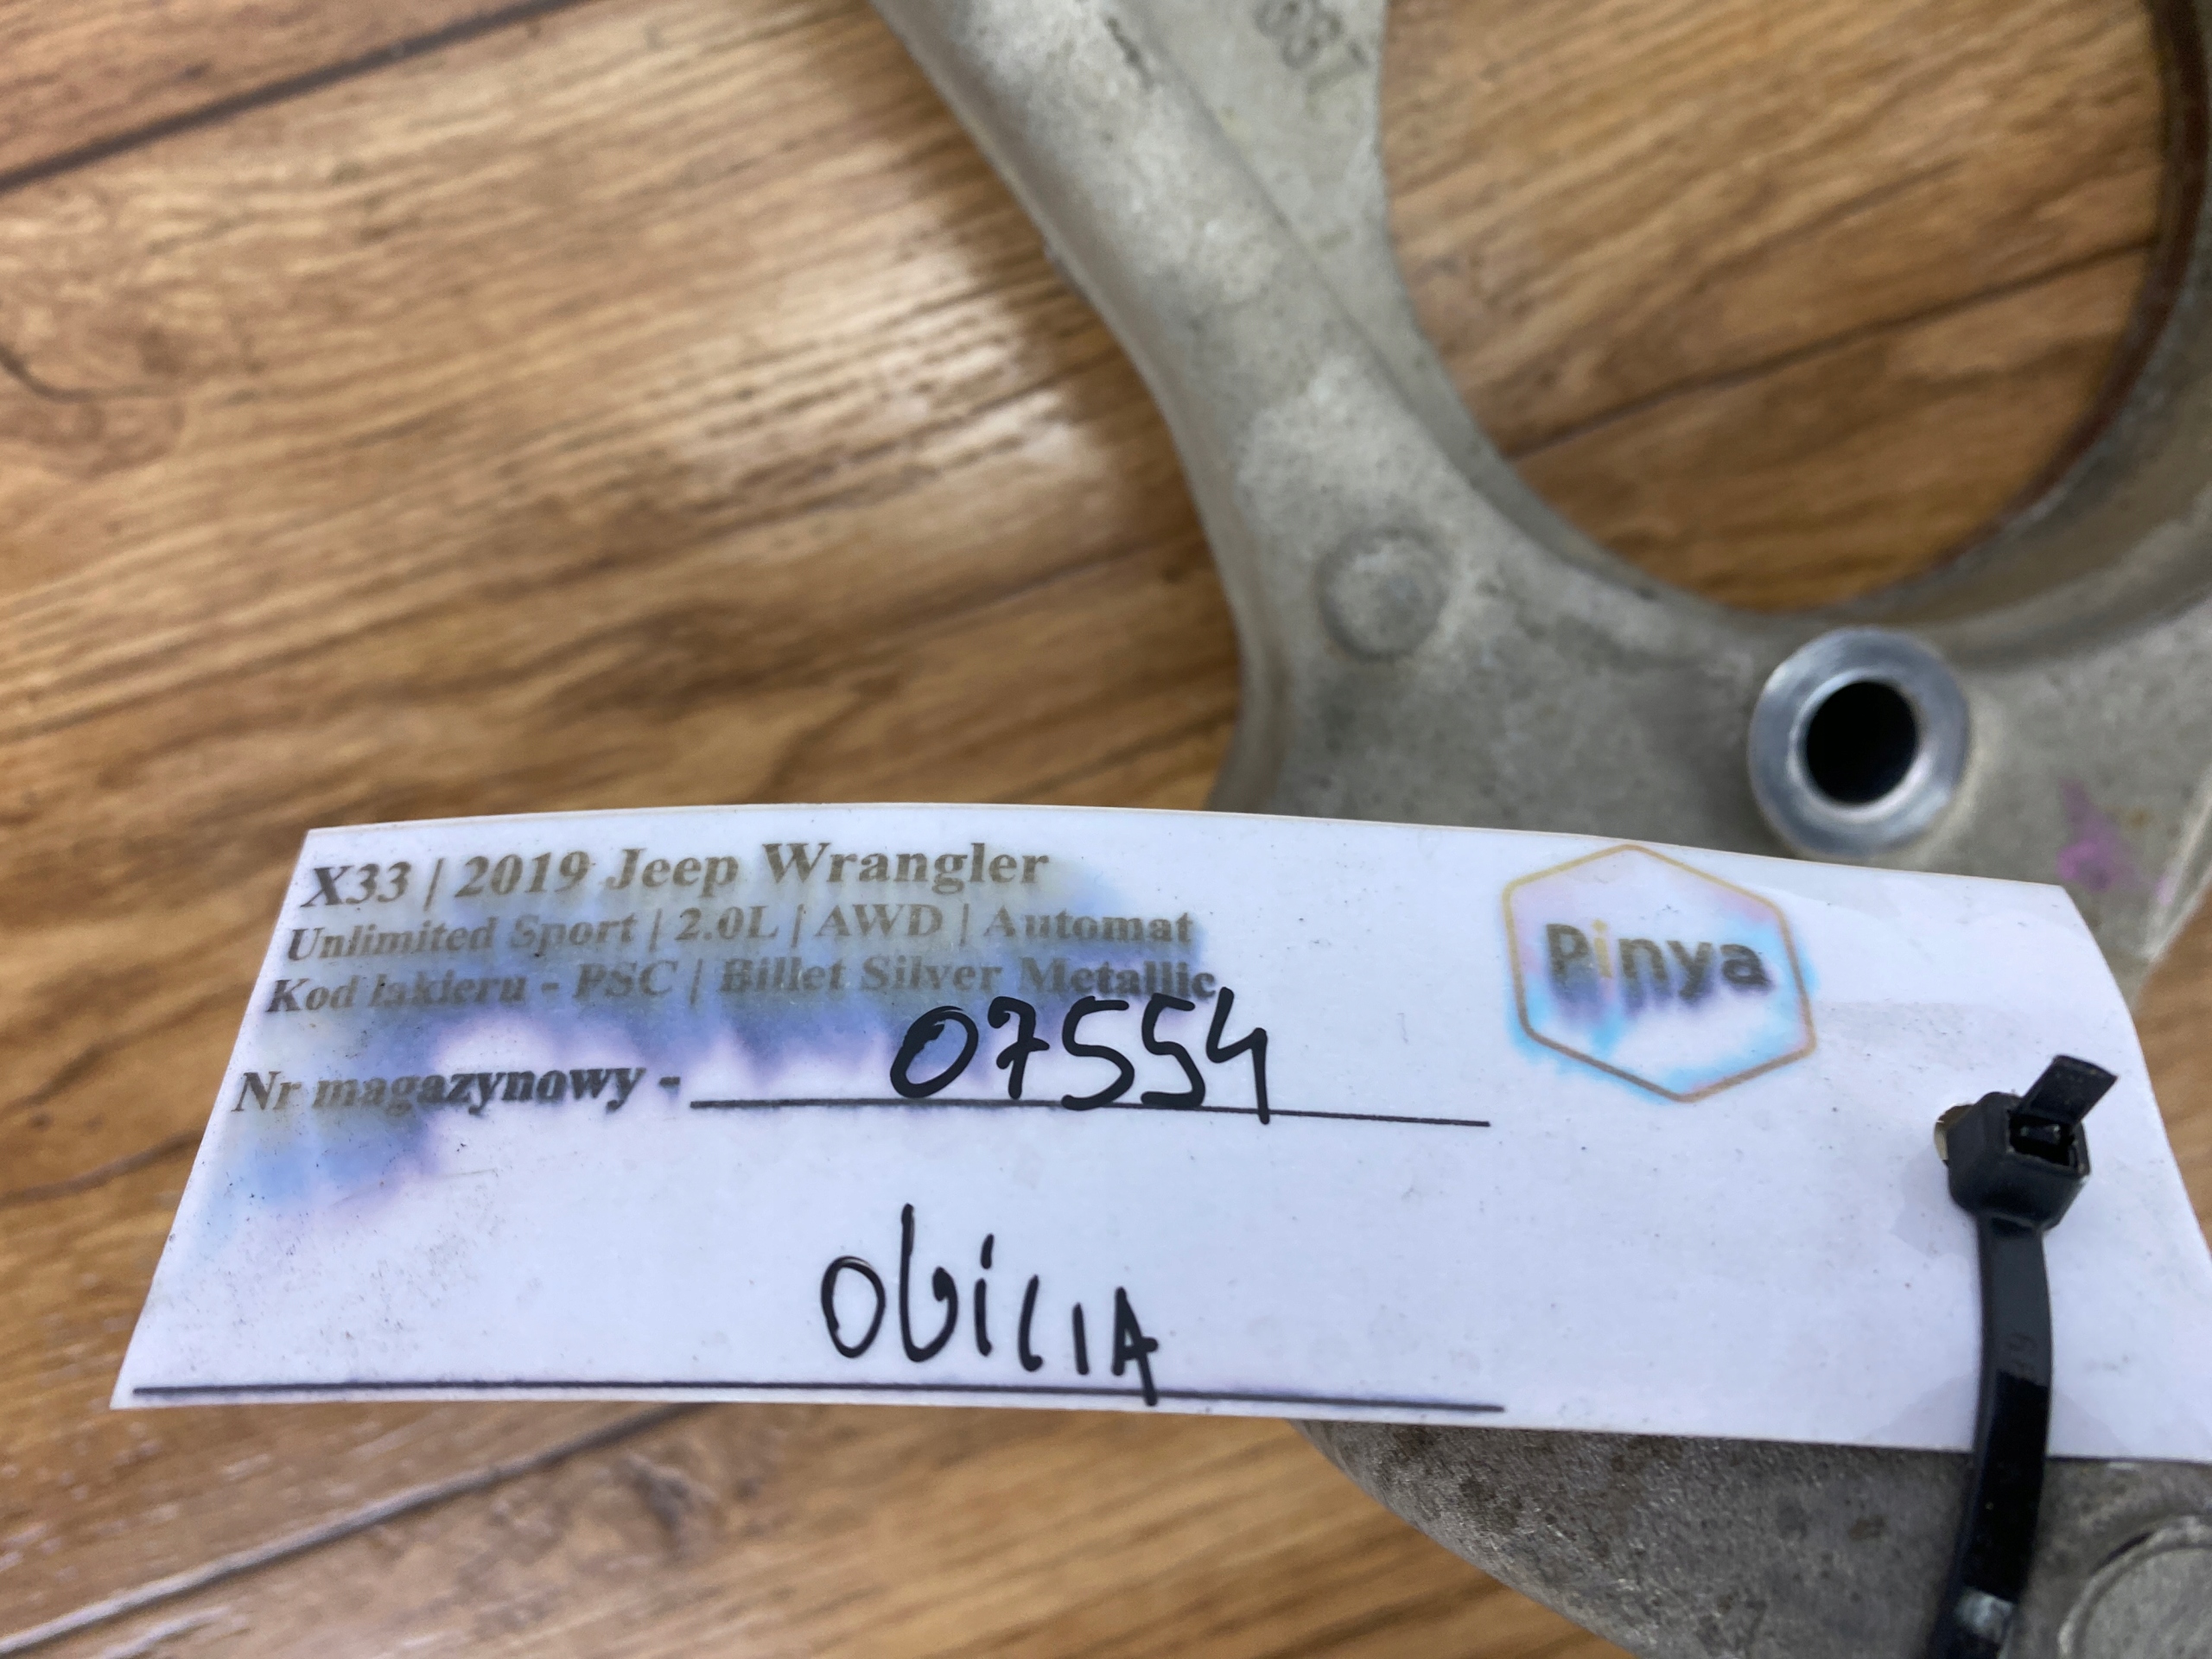 X33 | 2019 Jeep Wrangler
Unlimited Sport | 2.0L | AWD | Automat
Kod lakieru - PSC | Billet Silver Metallic
Nr magazynowy - 07554
Pinya